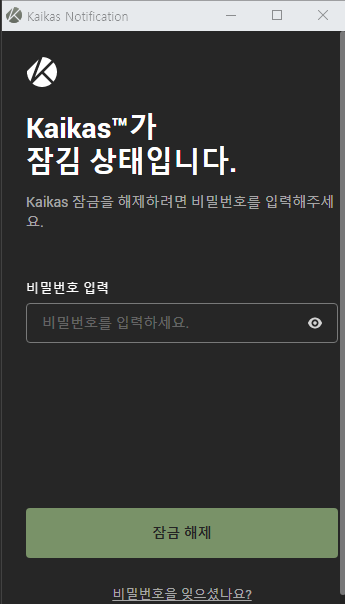 Kaikas Notification
Kaikas™가
잠김 상태입니다.
Kaikas 잠금을 해제하려면 비밀번호를 입력해주세
요.
비밀번호 입력
비밀번호를 입력하세요.
잠금 해제
비밀번호을 잊으셨나요?